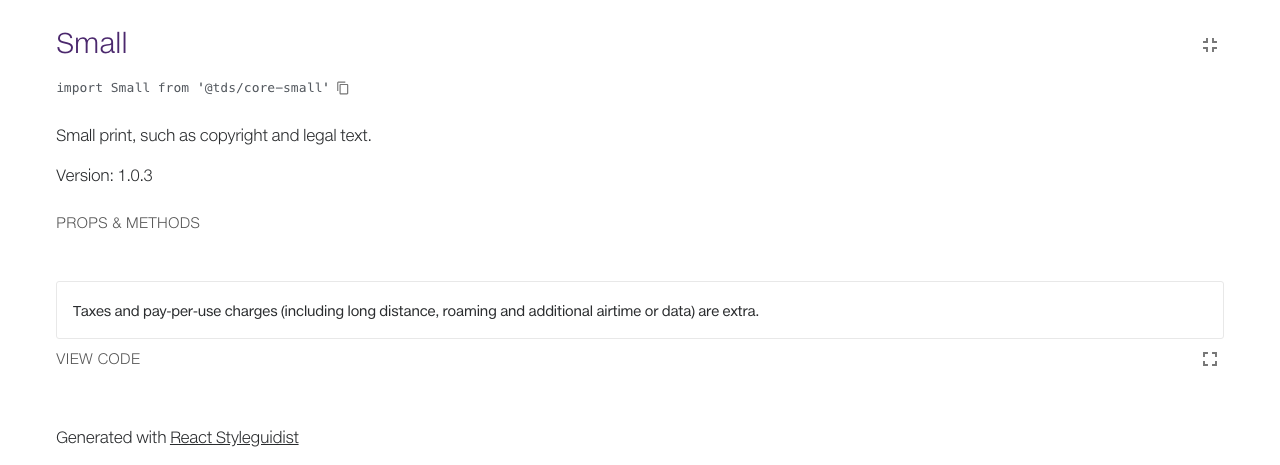 Small
import Small from '@tds/core-small'
Small print, such as copyright and legal text.
Version: 1.0.3
PROPS & METHODS
Taxes and pay-per-use charges (including long distance, roaming and additional airtime or data) are extra.
VIEW CODE
Generated with React Styleguidist